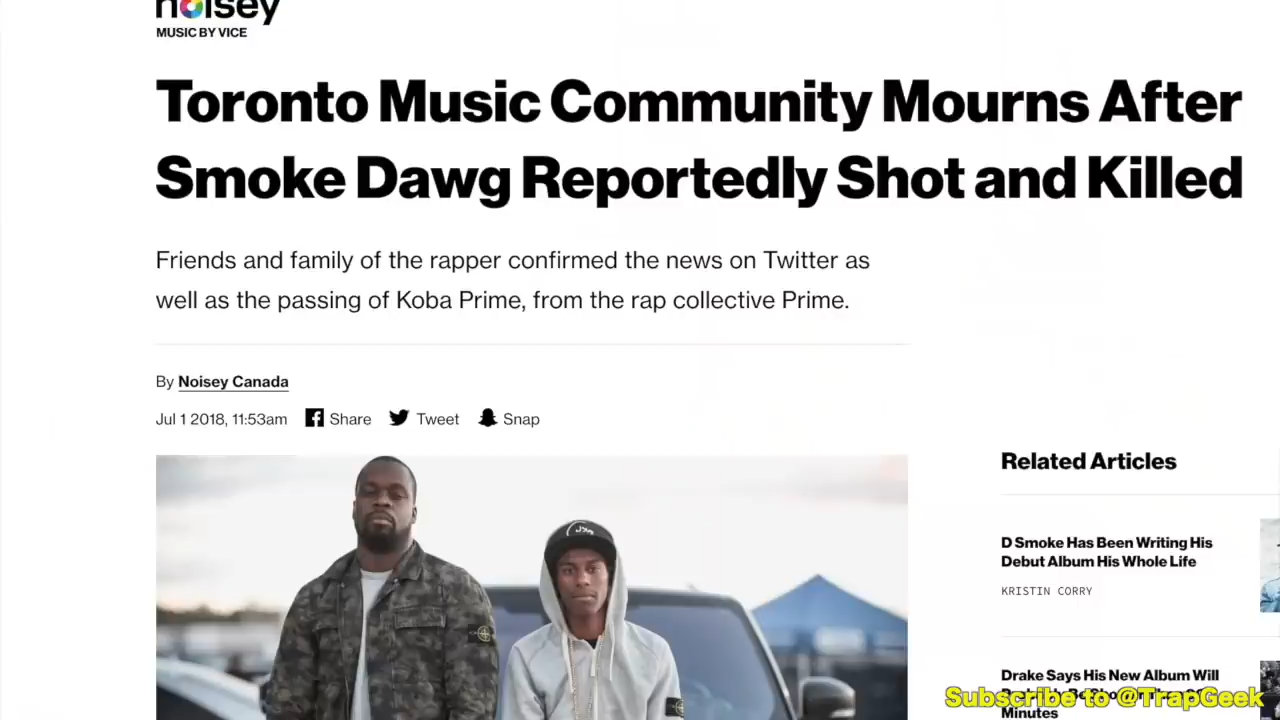 noisey
MUSIC BY VICE
Toronto Music Community Mourns After
Smoke Dawg Reportedly Shot and Killed
Friends and family of the rapper confirmed the news on Twitter as
well as the passing of Koba Prime, from the rap collective Prime.
By Noisey Canada
Jul 1 2018, 11:53am Share Tweet Snap
Related Articles
D Smoke Has Been Writing His
Debut Album His Whole Life
KRISTIN CORRY
Drake Says His New Album Will
Minutes
Subscribe to @TrapGeek